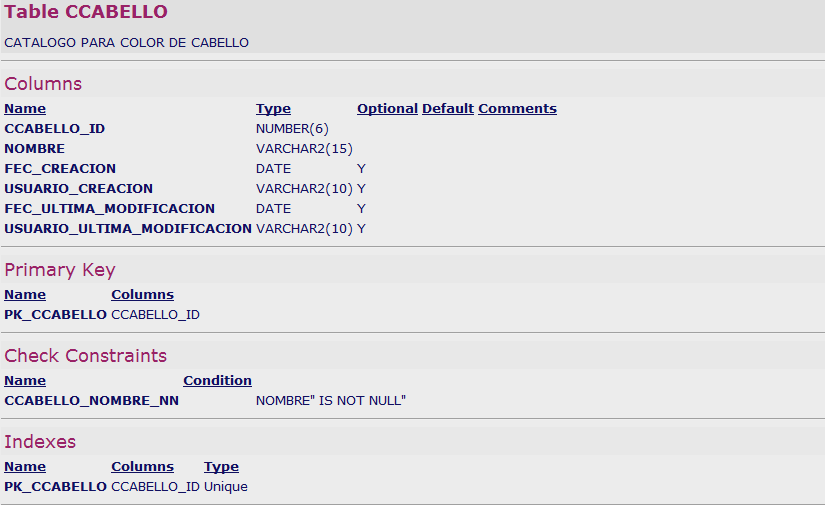 Table CCABELLO
CATALOGO PARA COLOR DE CABELLO
Columns
Name Type Optional Default Comments
CCABELLO_ID NUMBER(6)
NOMBRE VARCHAR2(15)
FEC_CREACION DATE Y
USUARIO_CREACION VARCHAR2(10) Y
FEC_ULTIMA_MODIFICACION DATE Y
USUARIO_ULTIMA_MODIFICACION VARCHAR2(10) Y
Primary Key
Name Columns
PK_CCABELLO CCABELLO_ID
Check Constraints
Name Condition
CCABELLO_NOMBRE_NN NOMBRE" IS NOT NULL"
Indexes
Name Columns Type
PK_CCABELLO CCABELLO_ID Unique